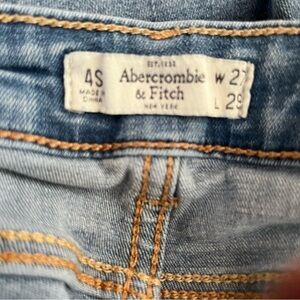 EST. 1892
4S
MADE IN
CHINA
Abercrombie
& Fitch
NEW YORK
W 27
L 29